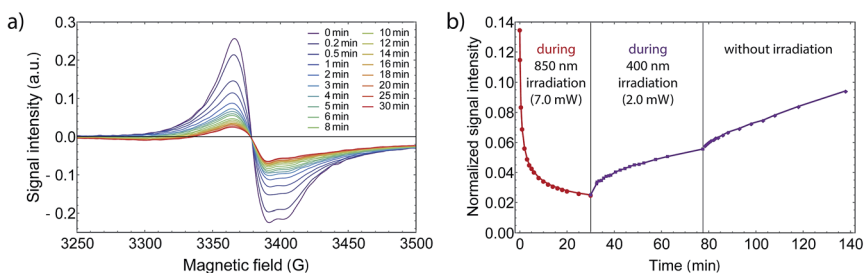 a)
Signal intensity (a.u.)
0.3
0.2
0.1
0.0
- 0.1
- 0.2
0 min
0.2 min
0.5 min
1 min
2 min
3 min
4 min
5 min
6 min
8 min
10 min
12 min
14 min
16 min
18 min
20 min
25 min
30 min
3250
3300
3350
3400
3450
3500
Magnetic field (G)
b)
Normalized signal intensity
0.14
0.12
0.10
0.08
0.06
0.04
0.02
0.00
during
850 nm
irradiation
(7.0 mW)
during
400 nm
irradiation
(2.0 mW)
without irradiation
0
20
40
60
80
100
120
140
Time (min)